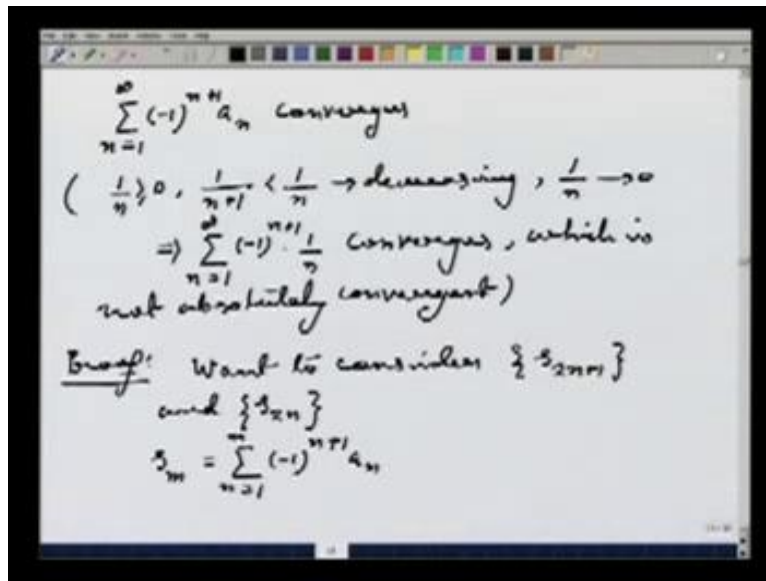 ∞
∑ (-1)^{n+1} a_n converges
n=1
( 1/n ≥ 0, 1/(n+1) < 1/n → decreasing, 1/n → 0
⇒ ∑_{n=1}^{∞} (-1)^{n+1} · 1/n converges, which is
not absolutely convergent)
Proof: Want to consider {s_{2n+1}}
and {s_{2n}}
s_m = ∑_{n=1}^{m} (-1)^{n+1} a_n